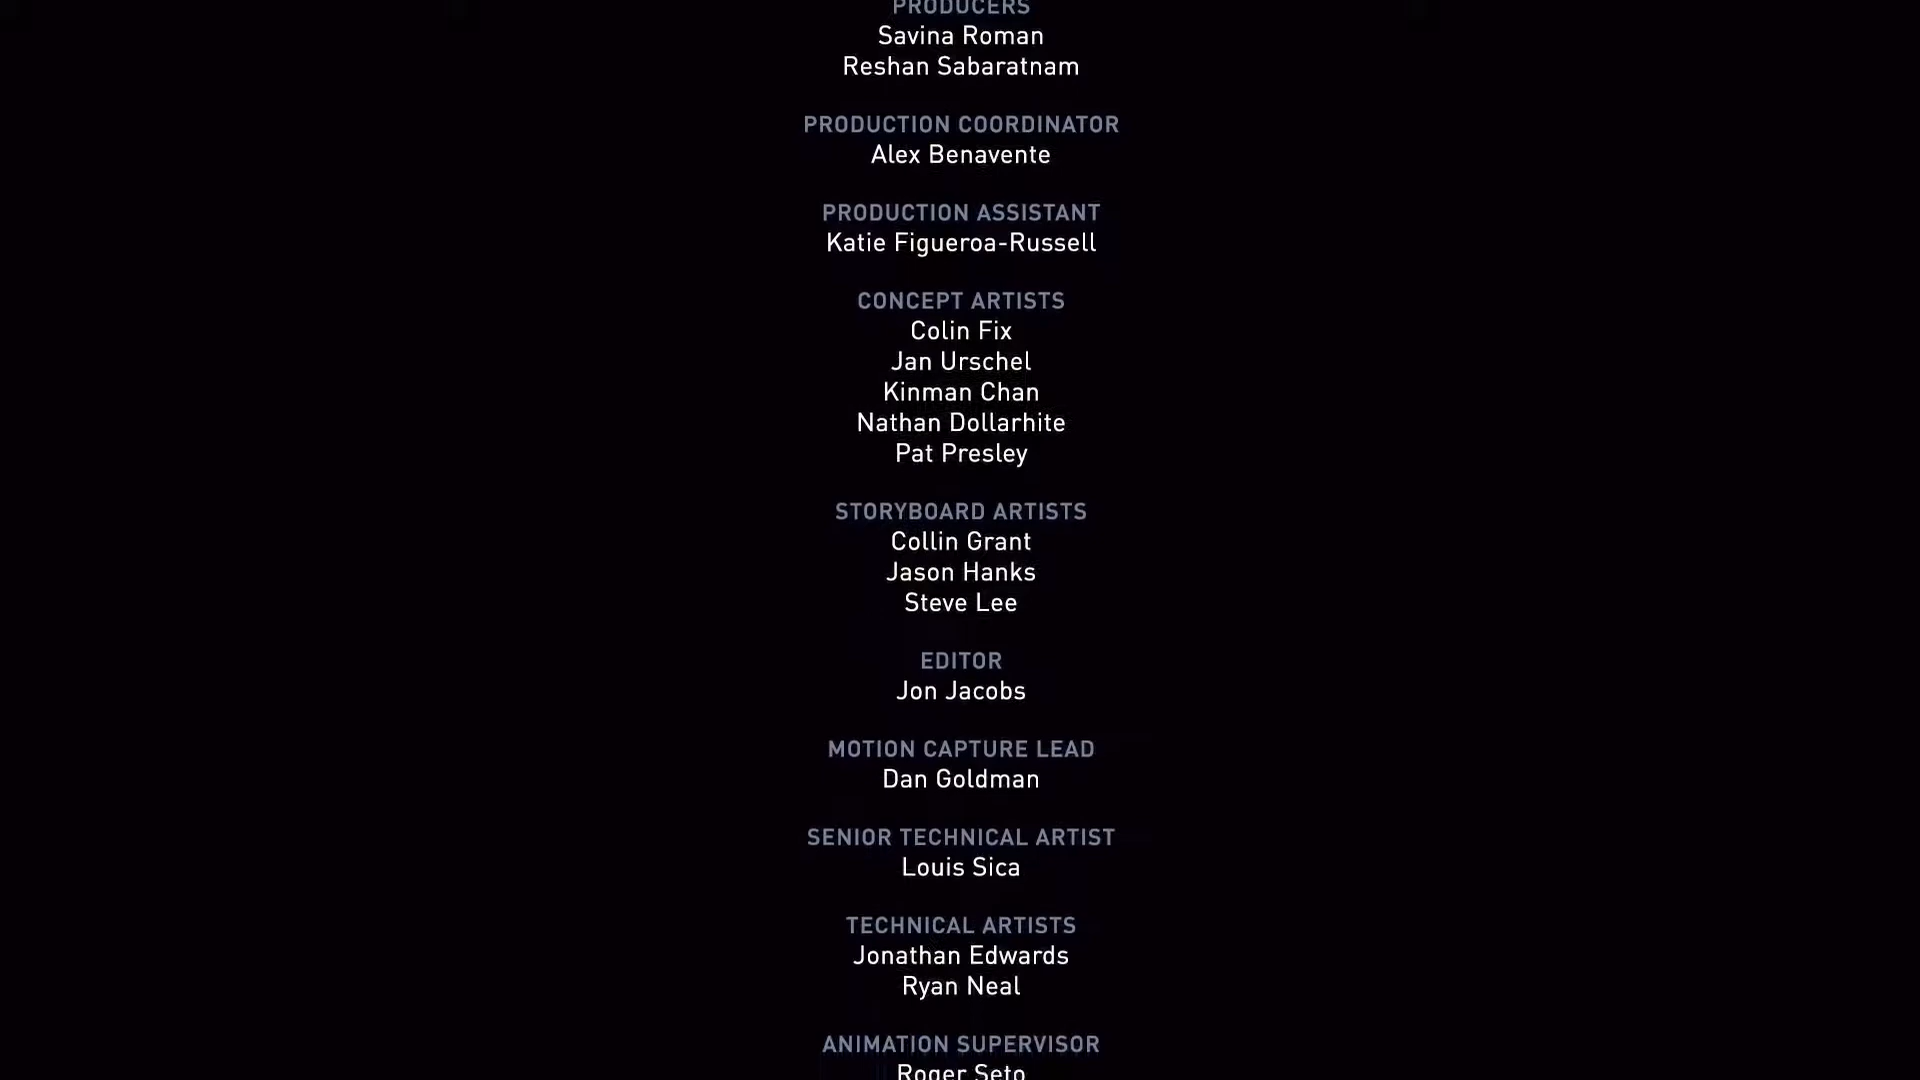 PRODUCERS
Savina Roman
Reshan Sabaratnam
PRODUCTION COORDINATOR
Alex Benavente
PRODUCTION ASSISTANT
Katie Figueroa-Russell
CONCEPT ARTISTS
Colin Fix
Jan Urschel
Kinman Chan
Nathan Dollarhite
Pat Presley
STORYBOARD ARTISTS
Collin Grant
Jason Hanks
Steve Lee
EDITOR
Jon Jacobs
MOTION CAPTURE LEAD
Dan Goldman
SENIOR TECHNICAL ARTIST
Louis Sica
TECHNICAL ARTISTS
Jonathan Edwards
Ryan Neal
ANIMATION SUPERVISOR
Roger Seto